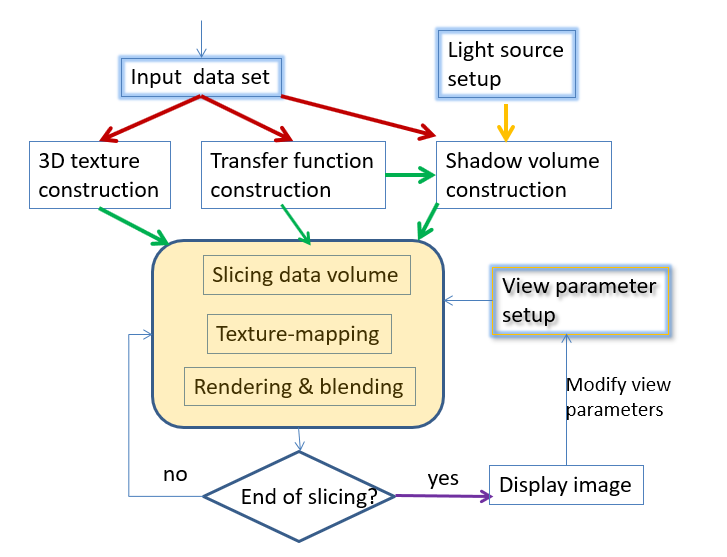 Input data set
Light source
setup
3D texture
construction
Transfer function
construction
Shadow volume
construction
Slicing data volume
Texture-mapping
Rendering & blending
View parameter
setup
Modify view
parameters
no
End of slicing?
yes
Display image